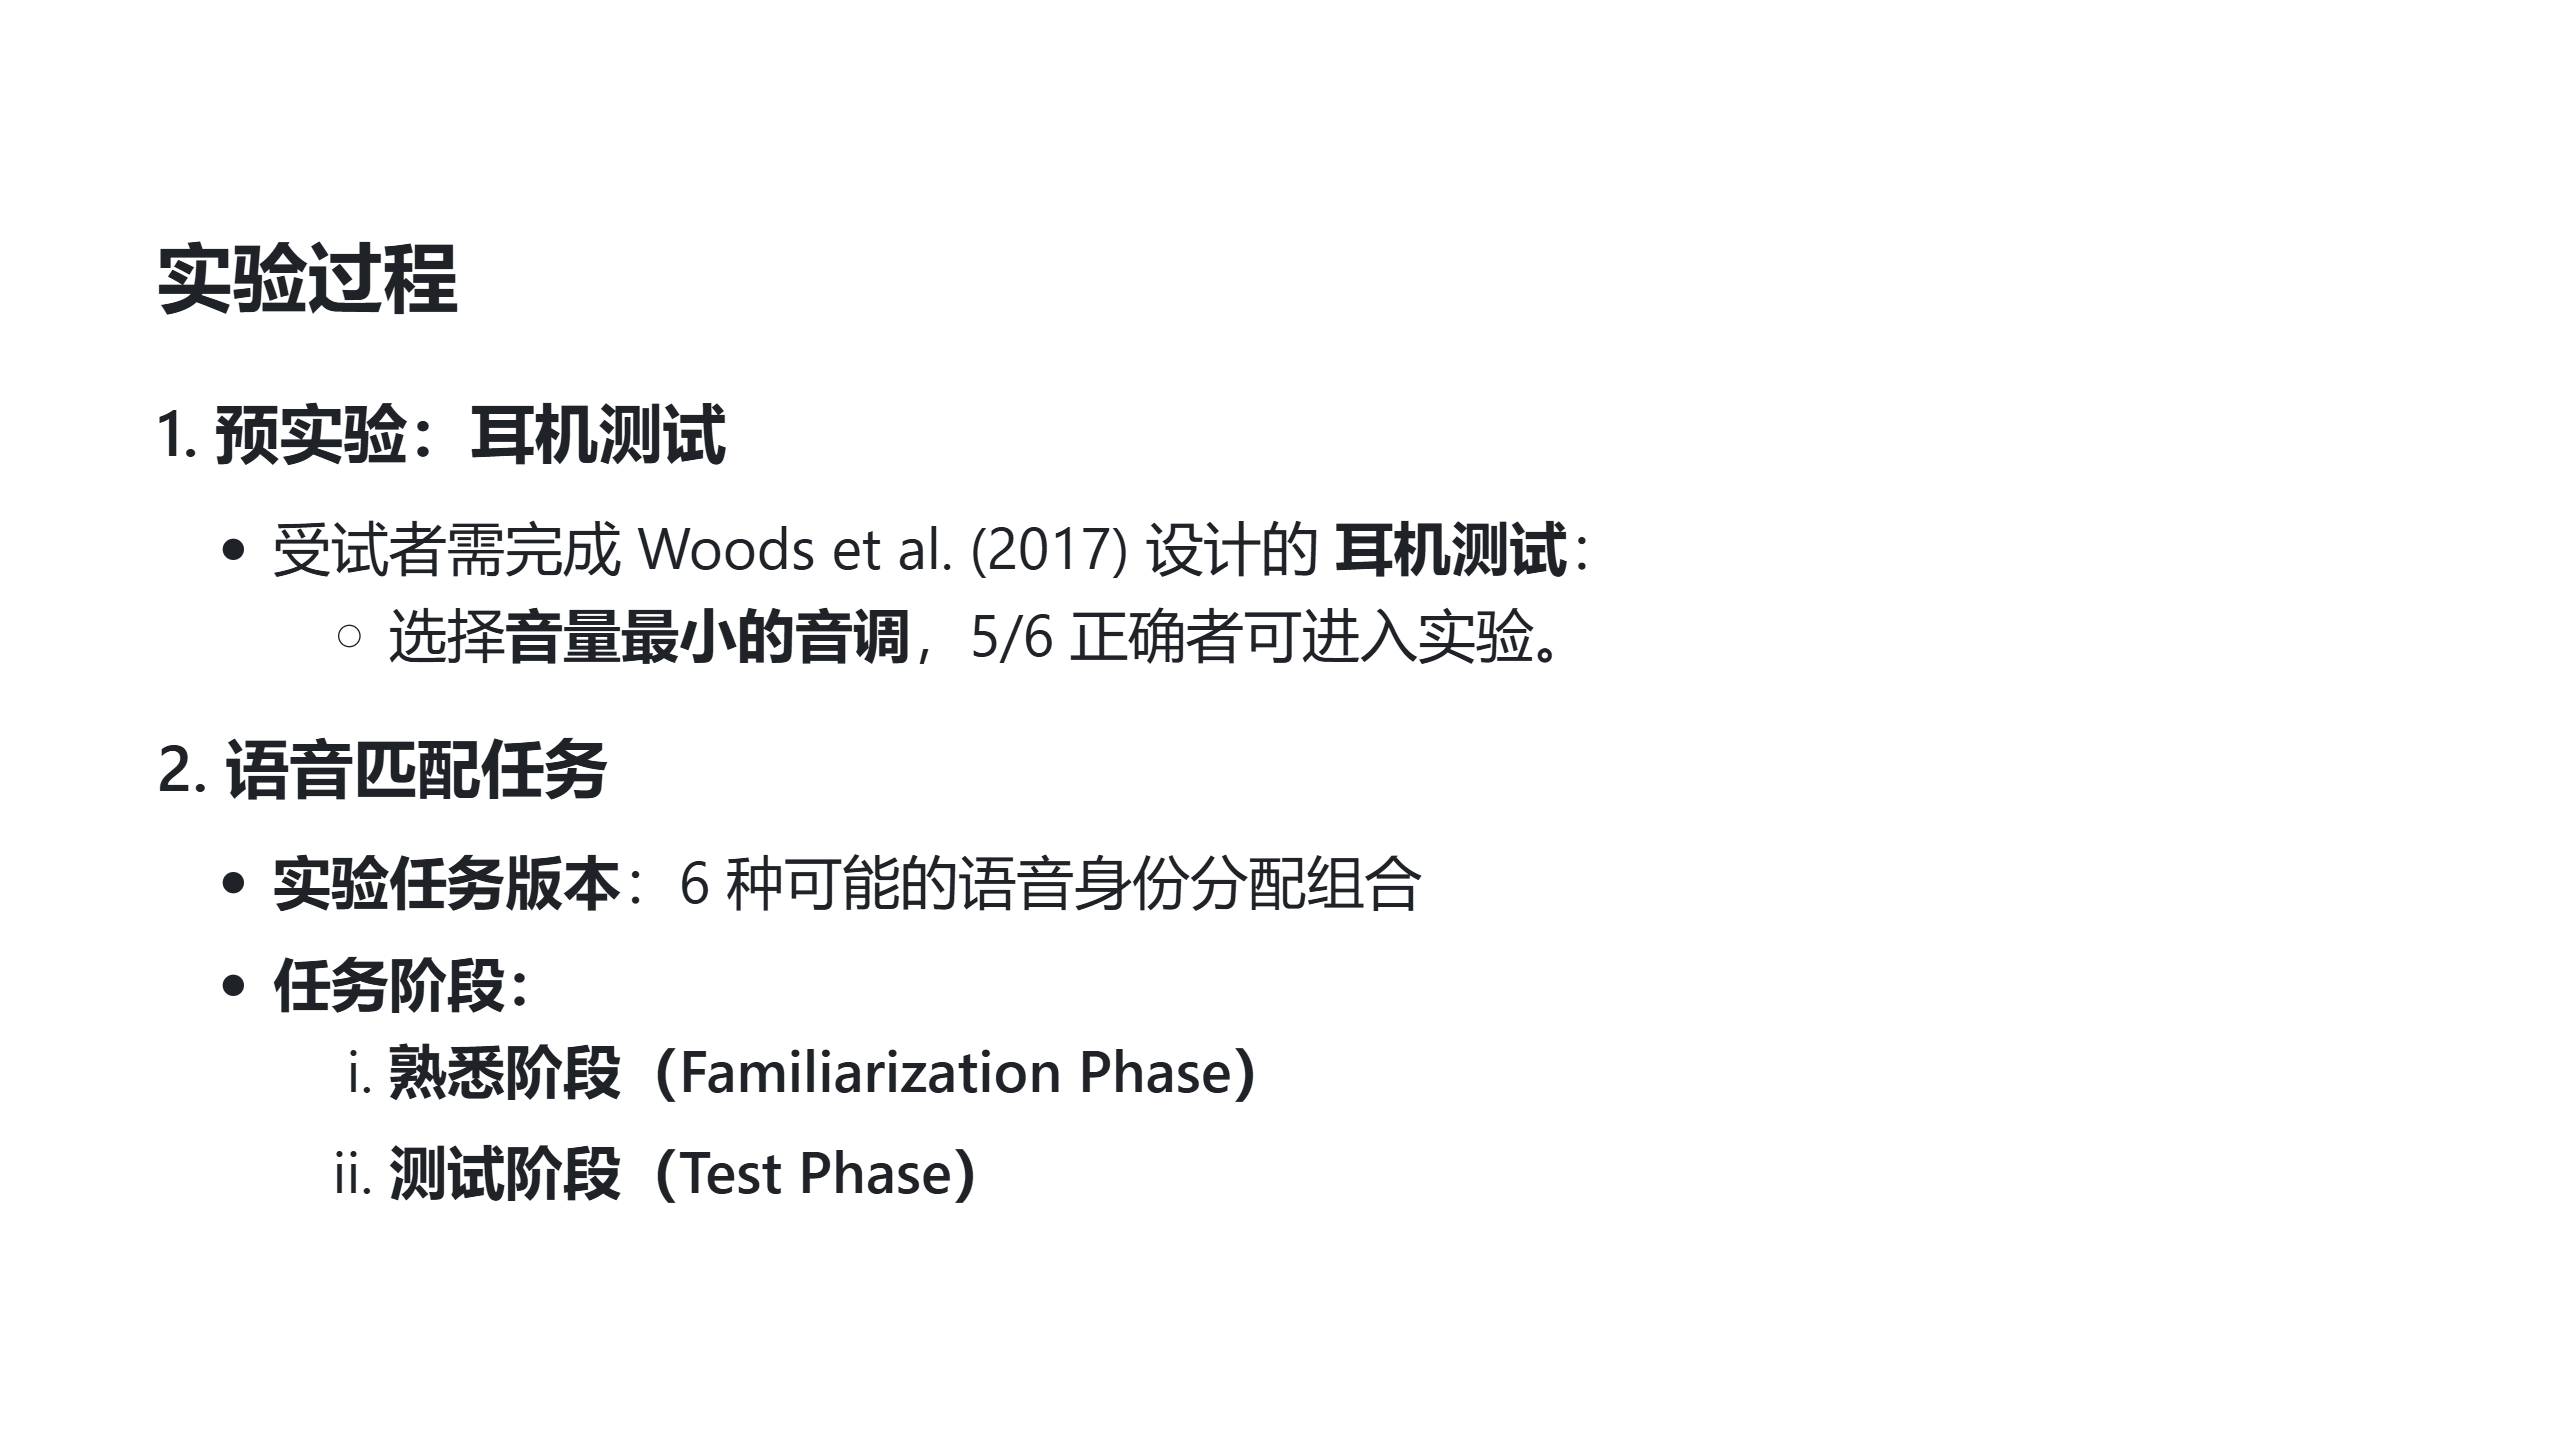 实验过程
1. 预实验：耳机测试
• 受试者需完成 Woods et al. (2017) 设计的 耳机测试：
○ 选择音量最小的音调，5/6 正确者可进入实验。
2. 语音匹配任务
• 实验任务版本：6 种可能的语音身份分配组合
• 任务阶段：
i. 熟悉阶段（Familiarization Phase）
ii. 测试阶段（Test Phase）